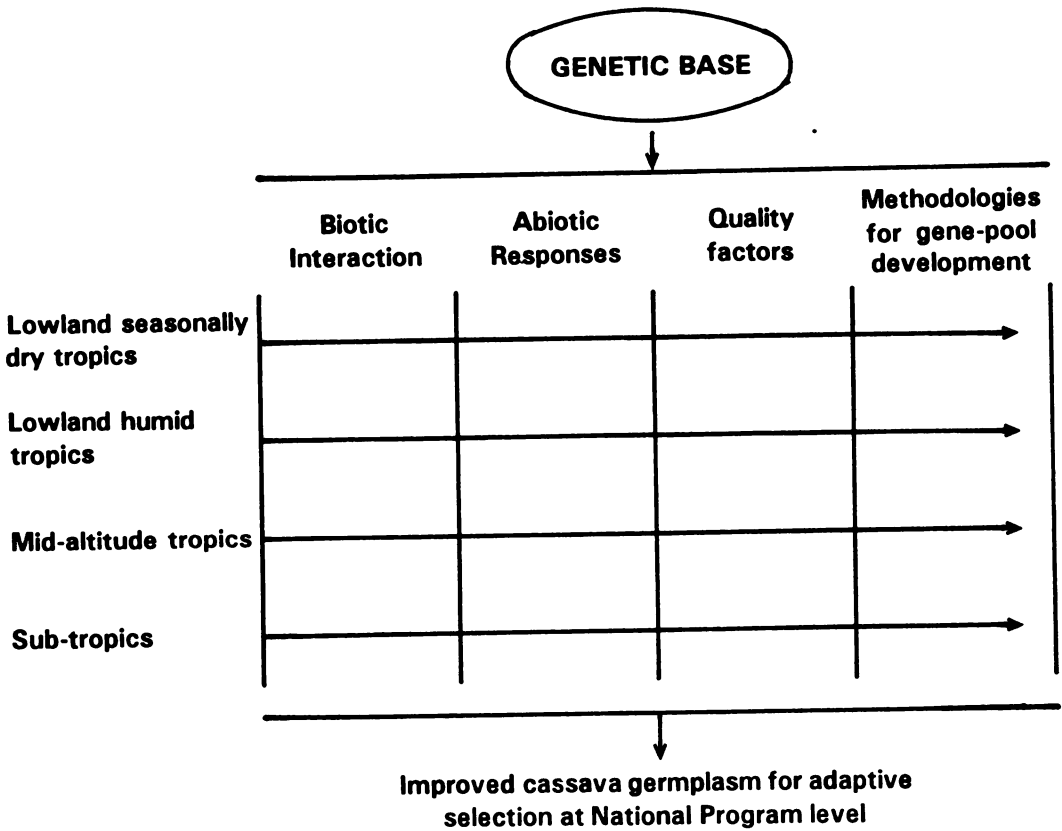 GENETIC BASE
Biotic
Interaction
Abiotic
Responses
Quality
factors
Methodologies
for gene-pool
development
Lowland seasonally
dry tropics
Lowland humid
tropics
Mid-altitude tropics
Sub-tropics
Improved cassava germplasm for adaptive
selection at National Program level